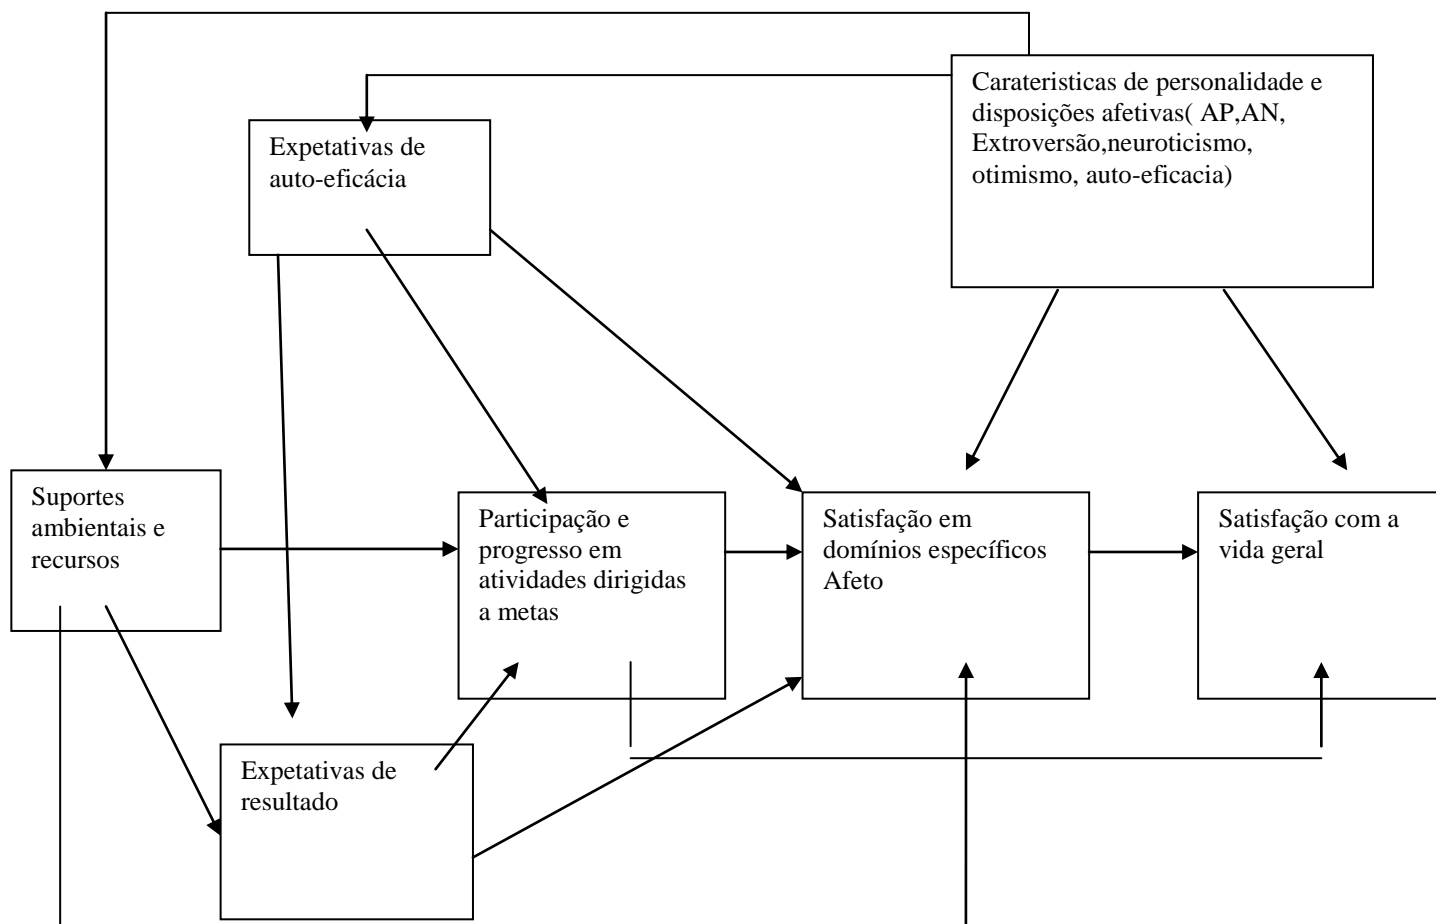 Carateristicas de personalidade e
disposições afetivas( AP,AN,
Extroversão,neuroticismo,
otimismo, auto-eficacia)
Expetativas de
auto-eficácia
Suportes
ambientais e
recursos
Participação e
progresso em
atividades dirigidas
a metas
Satisfação em
domínios específicos
Afeto
Satisfação com a
vida geral
Expetativas de
resultado